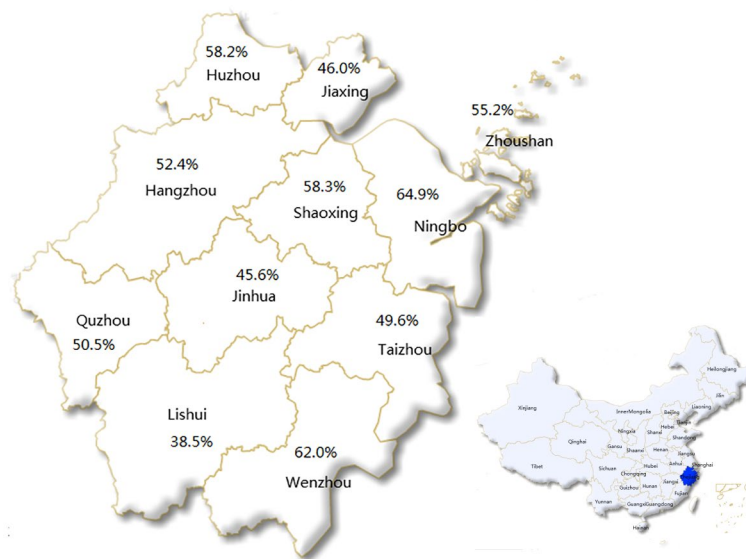 58.2%
Huzhou
46.0%
Jiaxing
55.2%
Zhoushan
52.4%
Hangzhou
58.3%
Shaoxing
64.9%
Ningbo
45.6%
Jinhua
Quzhou
50.5%
49.6%
Taizhou
Lishui
38.5%
62.0%
Wenzhou
Heilongjiang
Jilin
Liaoning
Xinjiang
InnerMongolia
Beijing
Hebei
Ningxia
Shanxi
Shandong
Qinghai
Gansu
Shaanxi
Henan
Jiangsu
Tibet
Sichuan
Chongqing
Hubei
Anhui
Shanghai
Guizhou
Hunan
Jiangxi
Fujian
Yunnan
Guangxi
Guangdong
Hainan